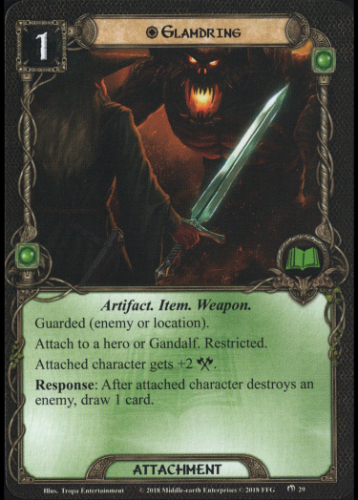 1
GLAMDRING
Artifact. Item. Weapon.
Guarded (enemy or location).
Attach to a hero or Gandalf. Restricted.
Attached character gets +2 .
Response: After attached character destroys an
enemy, draw 1 card.
Illus. Tropa Entertainment © 2018 Middle-earth Enterprises © 2018 FFG 29
ATTACHMENT